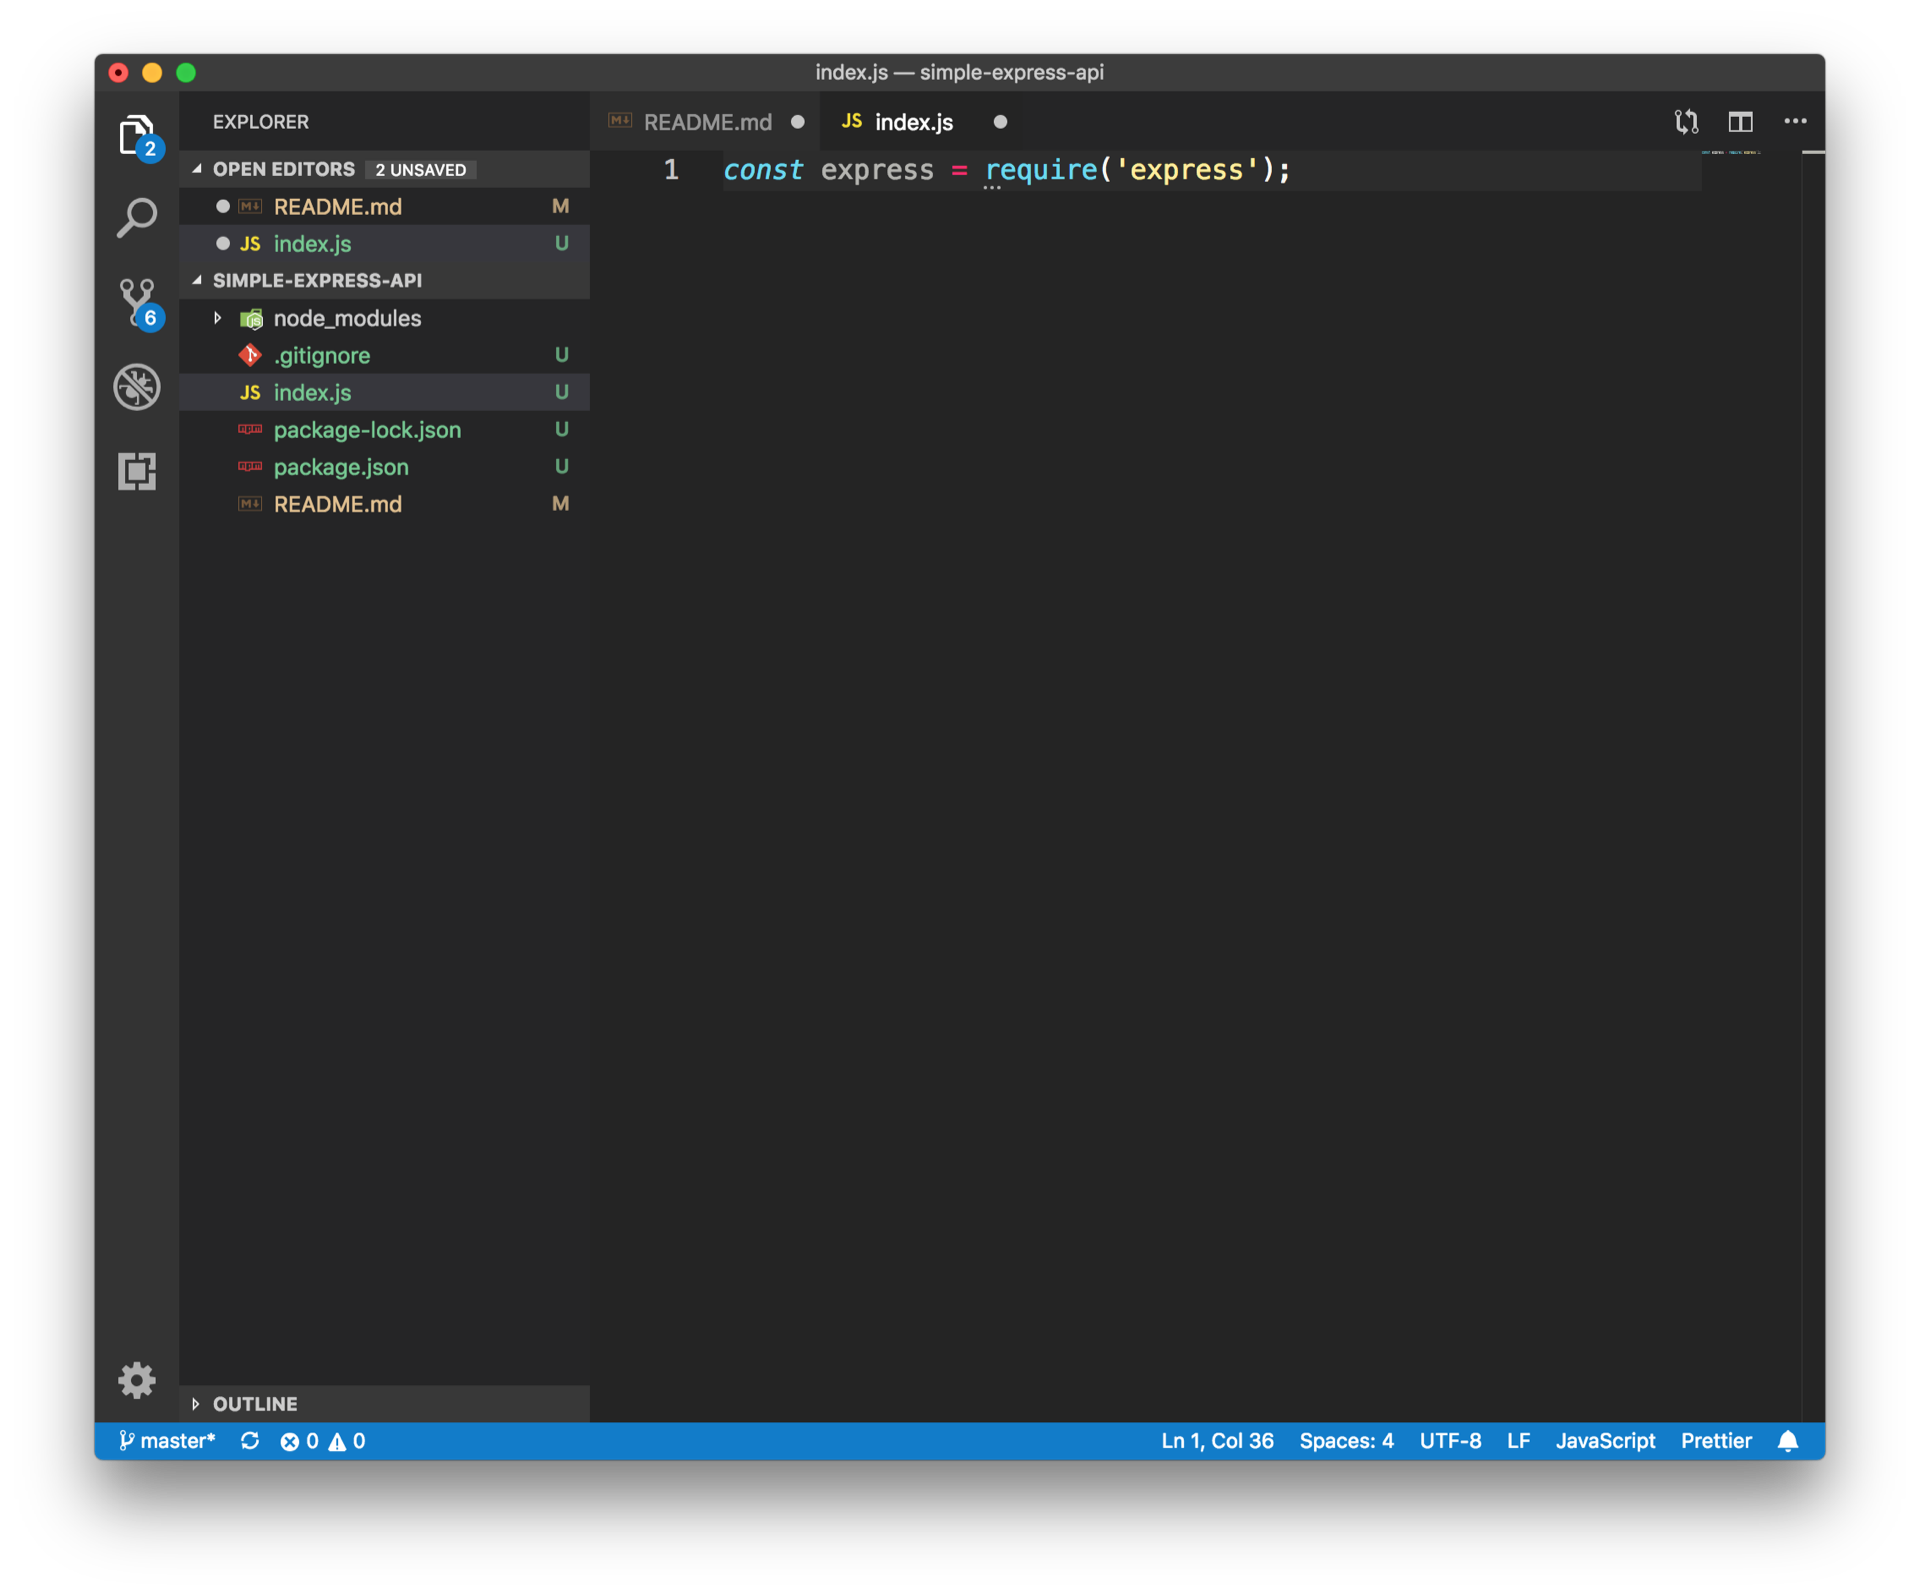 index.js — simple-express-api
2
6
EXPLORER
OPEN EDITORS 2 UNSAVED
README.md M
JS index.js U
SIMPLE-EXPRESS-API
node_modules
.gitignore U
JS index.js U
package-lock.json U
package.json U
README.md M
OUTLINE
README.md JS index.js
1 const express = require('express');
master* 0 0 Ln 1, Col 36 Spaces: 4 UTF-8 LF JavaScript Prettier